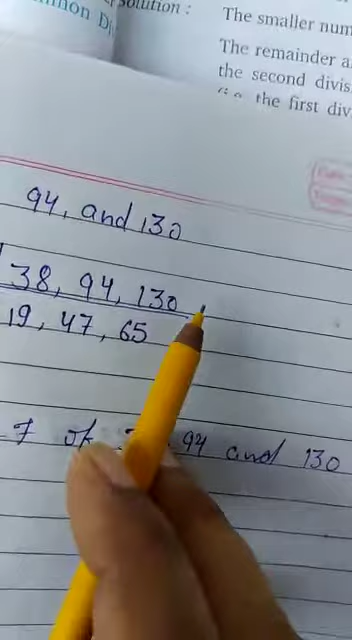 Solution :
The smaller num
The remainder a
the second divis
the first div
94, and 130
38, 94, 130
19, 47, 65
94 and 130